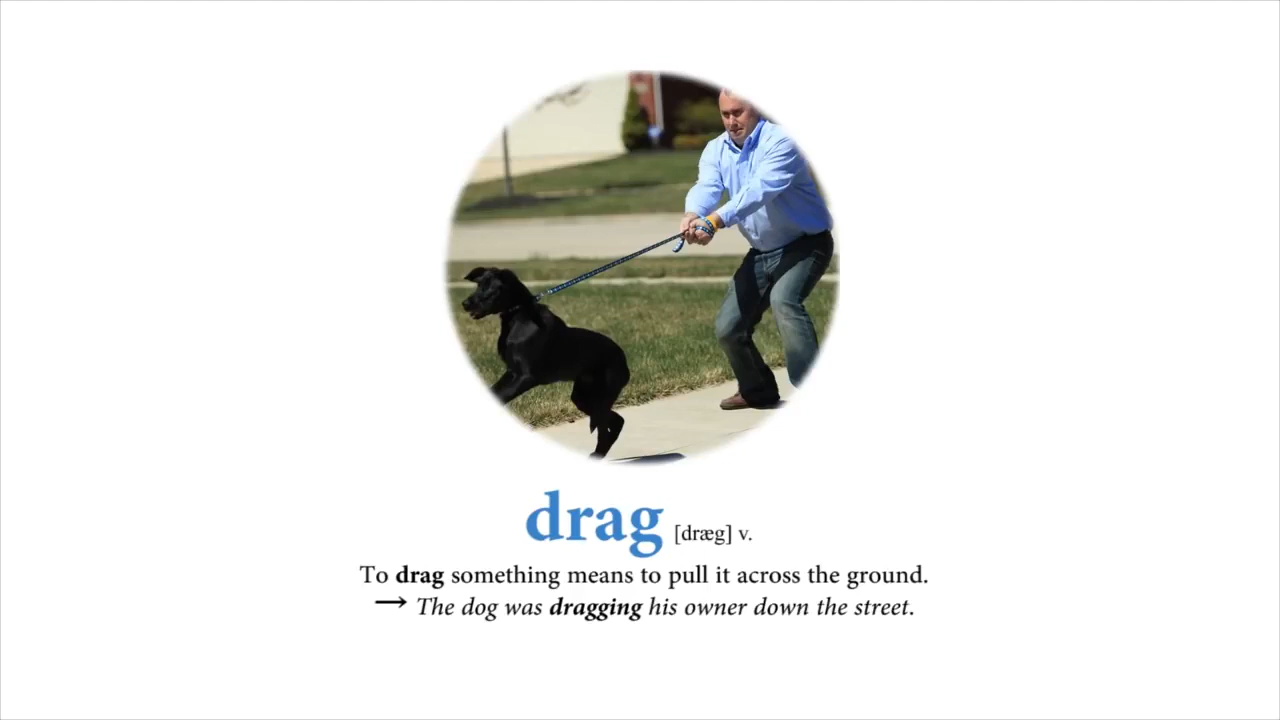 drag [dræg] v.
To drag something means to pull it across the ground.
→ The dog was dragging his owner down the street.